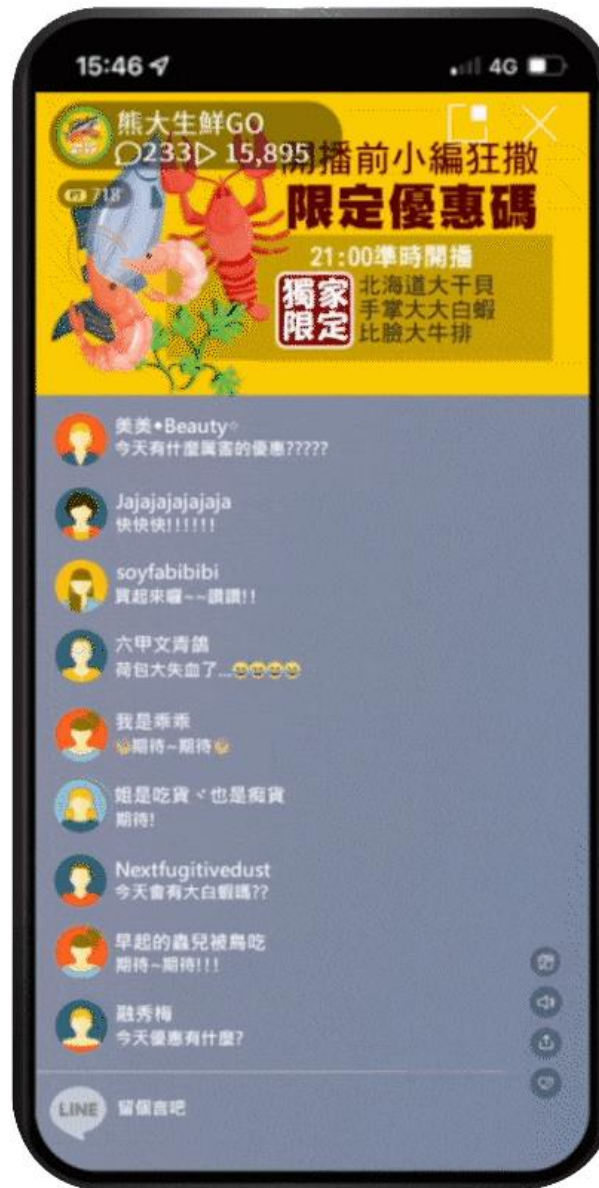 15:46
4G
熊大生鮮GO
233 15,895
718
開播前小編狂撒
限定優惠碼
21:00準時開播
獨家
限定
北海道大干貝
手掌大大白蝦
比臉大牛排
美美•Beauty
今天有什麼厲害的優惠?????
Jajajajajajaja
快快快!!!!!!
soyfabibibi
買起來囉~~讚讚!!
六甲文青鴿
荷包大失血了...😂😂😂😂
我是乖乖
期待~期待
姐是吃貨ㄑ也是痴貨
期待!
Nextfugitivedust
今天會有大白蝦嗎??
早起的蟲兒被鳥吃
期待~期待!!!
融秀梅
今天優惠有什麼?
LINE 留個言吧